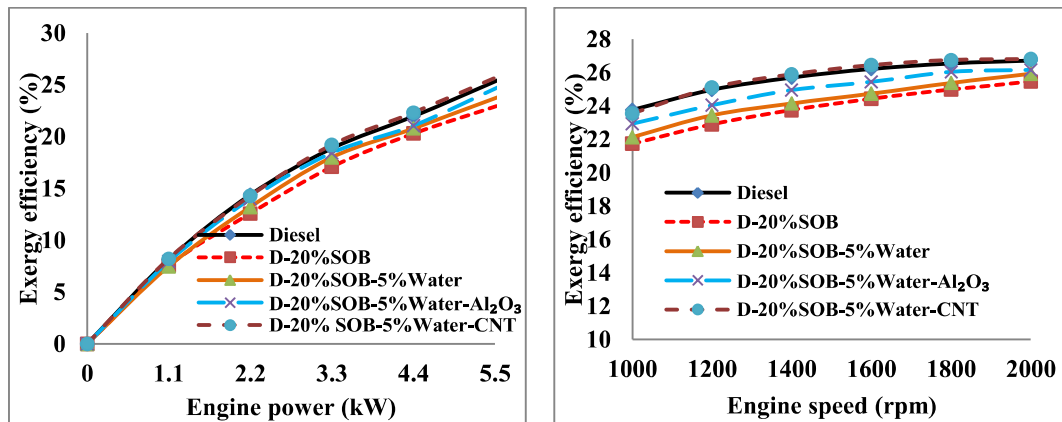 Exergy efficiency (%)
30
25
20
15
10
5
0
Diesel
D-20%SOB
D-20%SOB-5%Water
D-20%SOB-5%Water-Al₂O₃
D-20% SOB-5%Water-CNT
0 1.1 2.2 3.3 4.4 5.5
Engine power (kW)
Exergy efficiency (%)
28
26
24
22
20
18
16
14
12
10
Diesel
D-20%SOB
D-20%SOB-5%Water
D-20%SOB-5%Water-Al₂O₃
D-20%SOB-5%Water-CNT
1000 1200 1400 1600 1800 2000
Engine speed (rpm)